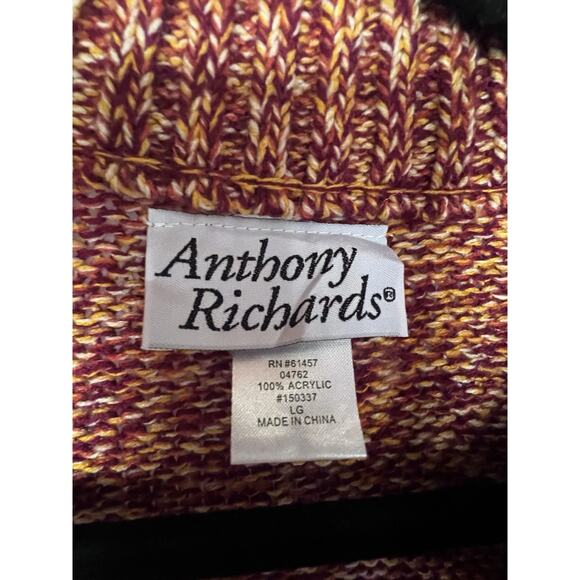 Anthony
Richards®
RN #61457
04762
100% ACRYLIC
#150337
LG
MADE IN CHINA